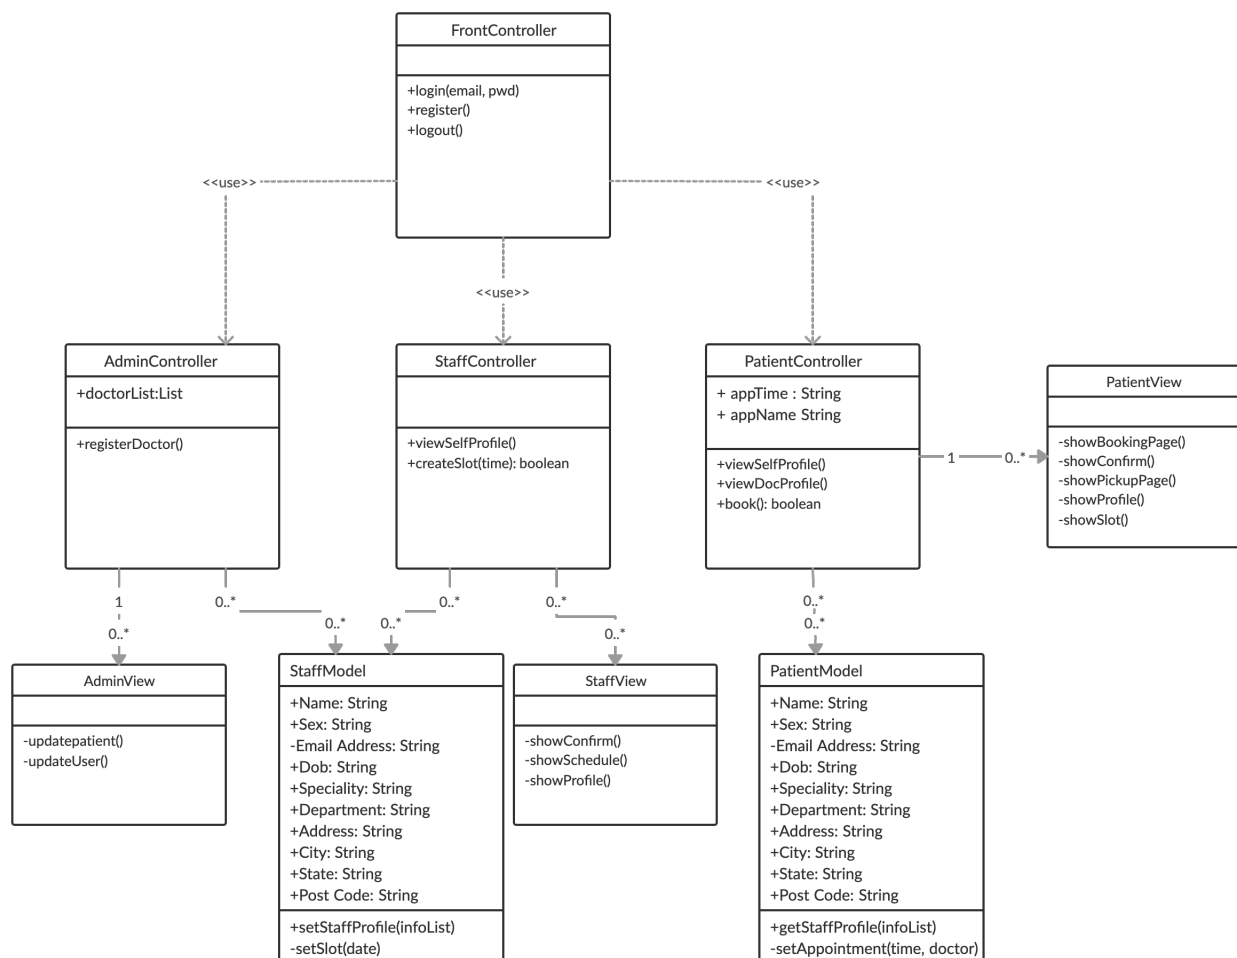 FrontController
+login(email, pwd)
+register()
+logout()
<<use>>
<<use>>
<<use>>
AdminController
+doctorList:List
+registerDoctor()
StaffController
+viewSelfProfile()
+createSlot(time): boolean
PatientController
+ appTime : String
+ appName String
+viewSelfProfile()
+viewDocProfile()
+book(): boolean
1
0..*
PatientView
-showBookingPage()
-showConfirm()
-showPickupPage()
-showProfile()
-showSlot()
1
0..*
0..*
0..*
0..*
0..*
0..*
0..*
0..*
0..*
AdminView
-updatepatient()
-updateUser()
StaffModel
+Name: String
+Sex: String
-Email Address: String
+Dob: String
+Speciality: String
+Department: String
+Address: String
+City: String
+State: String
+Post Code: String
+setStaffProfile(infoList)
-setSlot(date)
StaffView
-showConfirm()
-showSchedule()
-showProfile()
PatientModel
+Name: String
+Sex: String
-Email Address: String
+Dob: String
+Speciality: String
+Department: String
+Address: String
+City: String
+State: String
+Post Code: String
+getStaffProfile(infoList)
-setAppointment(time, doctor)